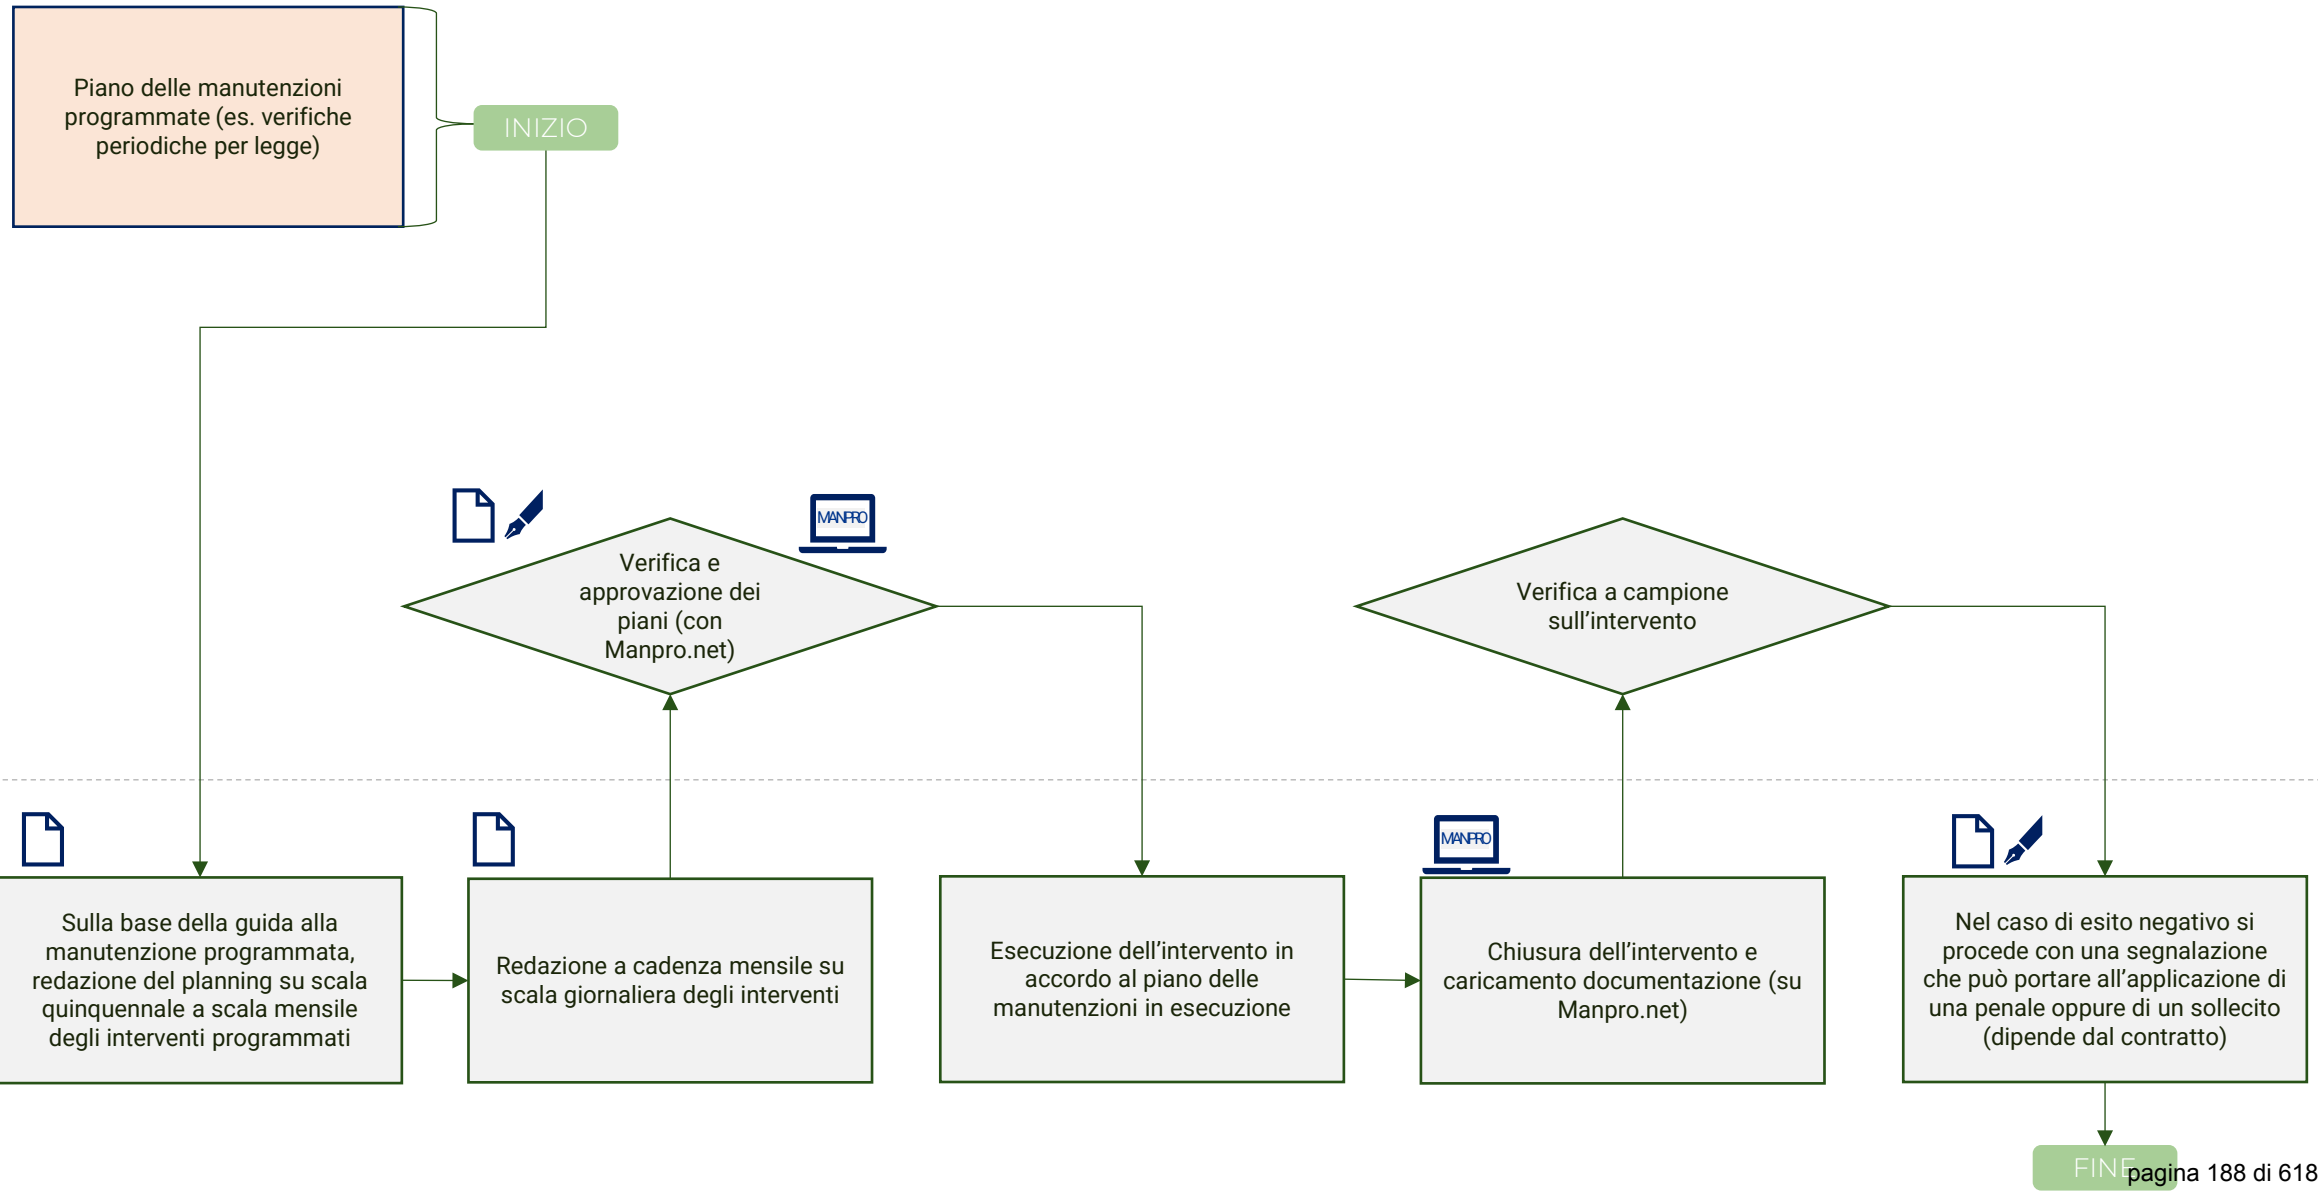 Piano delle manutenzioni
programmate (es. verifiche
periodiche per legge)
INIZIO
MANPRO
Verifica e
approvazione dei
piani (con
Manpro.net)
Verifica a campione
sull’intervento
MANPRO
Sulla base della guida alla
manutenzione programmata,
redazione del planning su scala
quinquennale a scala mensile
degli interventi programmati
Redazione a cadenza mensile su
scala giornaliera degli interventi
Esecuzione dell’intervento in
accordo al piano delle
manutenzioni in esecuzione
Chiusura dell’intervento e
caricamento documentazione (su
Manpro.net)
Nel caso di esito negativo si
procede con una segnalazione
che può portare all’applicazione di
una penale oppure di un sollecito
(dipende dal contratto)
FINE
pagina 188 di 618